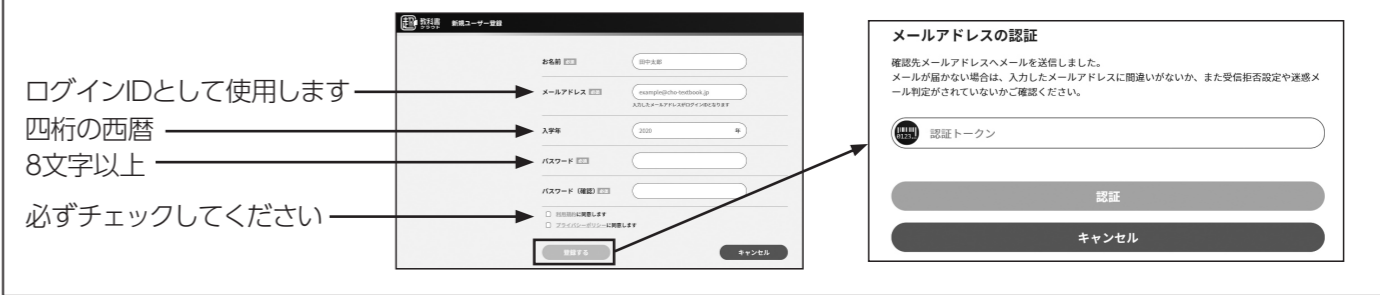 超 教科書クラウド 新規ユーザー登録
ログインIDとして使用します
四桁の西暦
8文字以上
必ずチェックしてください
お名前 必須 田中太郎
メールアドレス 必須 example@cho-textbook.jp
入力したメールアドレスがログインIDとなります
入学年 2020 年
パスワード 必須
パスワード（確認） 必須
利用規約に同意します
プライバシーポリシーに同意します
登録する キャンセル
メールアドレスの認証
確認先メールアドレスへメールを送信しました。
メールが届かない場合は、入力したメールアドレスに間違いがないか、また受信拒否設定や迷惑メ
ール判定がされていないかご確認ください。
0123.. 認証トークン
認証
キャンセル